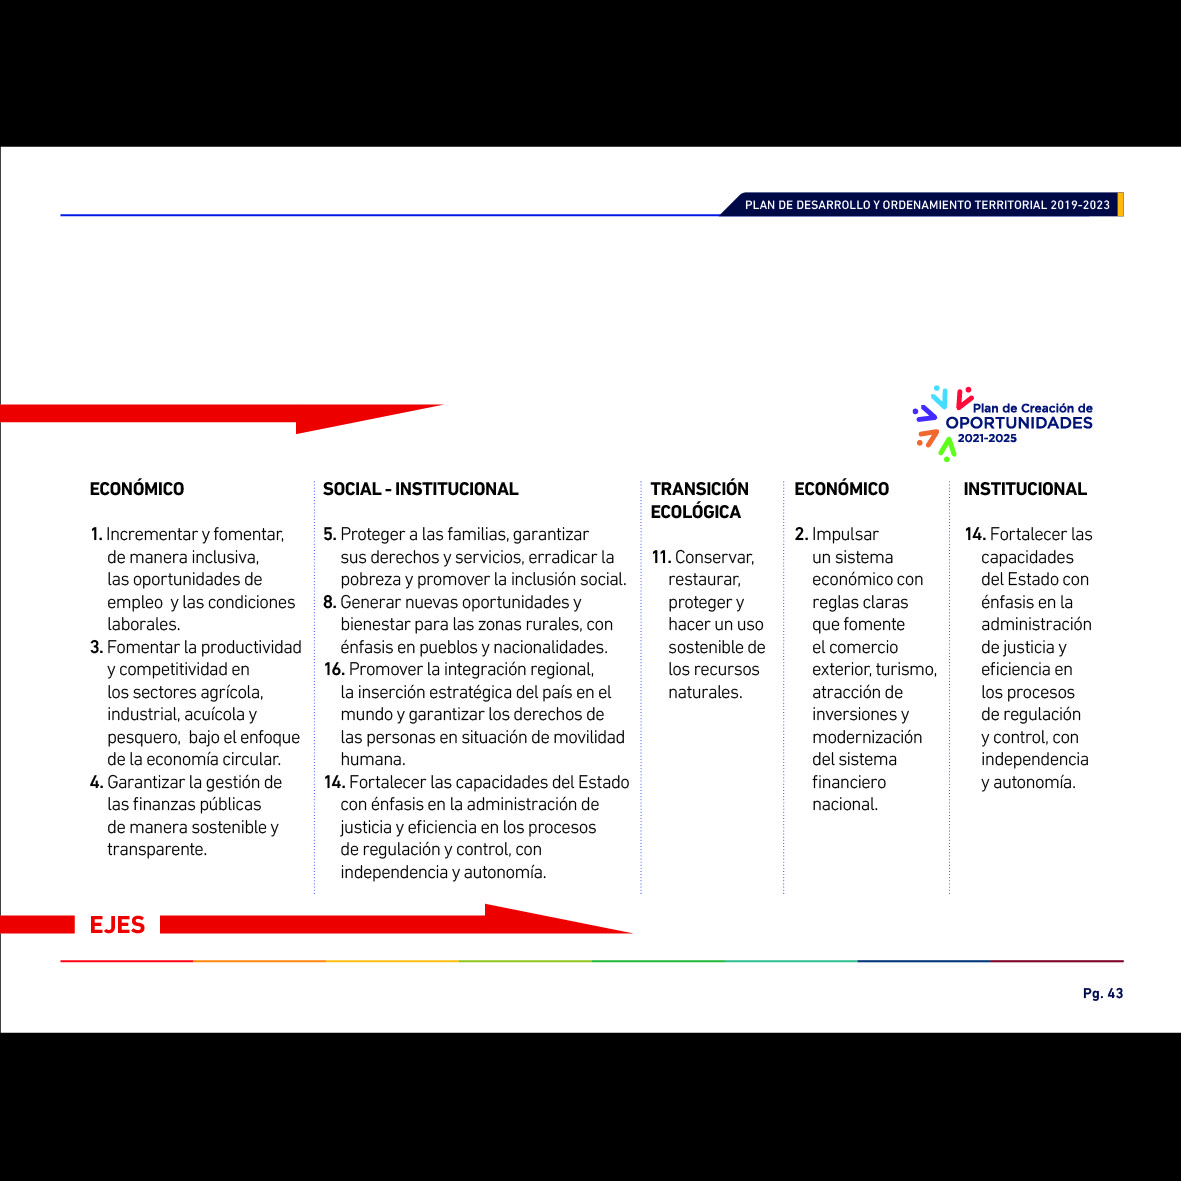 PLAN DE DESARROLLO Y ORDENAMIENTO TERRITORIAL 2019-2023
Plan de Creación de
OPORTUNIDADES
2021-2025
ECONÓMICO
1. Incrementar y fomentar,
de manera inclusiva,
las oportunidades de
empleo y las condiciones
laborales.
3. Fomentar la productividad
y competitividad en
los sectores agrícola,
industrial, acuícola y
pesquero, bajo el enfoque
de la economía circular.
4. Garantizar la gestión de
las finanzas públicas
de manera sostenible y
transparente.
SOCIAL - INSTITUCIONAL
5. Proteger a las familias, garantizar
sus derechos y servicios, erradicar la
pobreza y promover la inclusión social.
8. Generar nuevas oportunidades y
bienestar para las zonas rurales, con
énfasis en pueblos y nacionalidades.
16. Promover la integración regional,
la inserción estratégica del país en el
mundo y garantizar los derechos de
las personas en situación de movilidad
humana.
14. Fortalecer las capacidades del Estado
con énfasis en la administración de
justicia y eficiencia en los procesos
de regulación y control, con
independencia y autonomía.
TRANSICIÓN
ECOLÓGICA
11. Conservar,
restaurar,
proteger y
hacer un uso
sostenible de
los recursos
naturales.
ECONÓMICO
2. Impulsar
un sistema
económico con
reglas claras
que fomente
el comercio
exterior, turismo,
atracción de
inversiones y
modernización
del sistema
financiero
nacional.
INSTITUCIONAL
14. Fortalecer las
capacidades
del Estado con
énfasis en la
administración
de justicia y
eficiencia en
los procesos
de regulación
y control, con
independencia
y autonomía.
EJES
Pg. 43